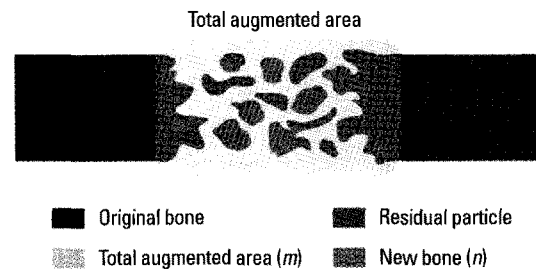 Total augmented area
Original bone
Residual particle
Total augmented area (m)
New bone (n)